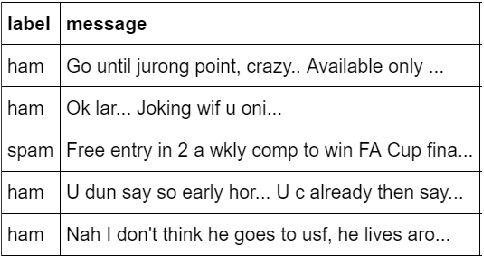 label message
ham Go until jurong point, crazy.. Available only ...
ham Ok lar... Joking wif u oni...
spam Free entry in 2 a wkly comp to win FA Cup fina...
ham U dun say so early hor... U c already then say...
ham Nah I don't think he goes to usf, he lives aro...